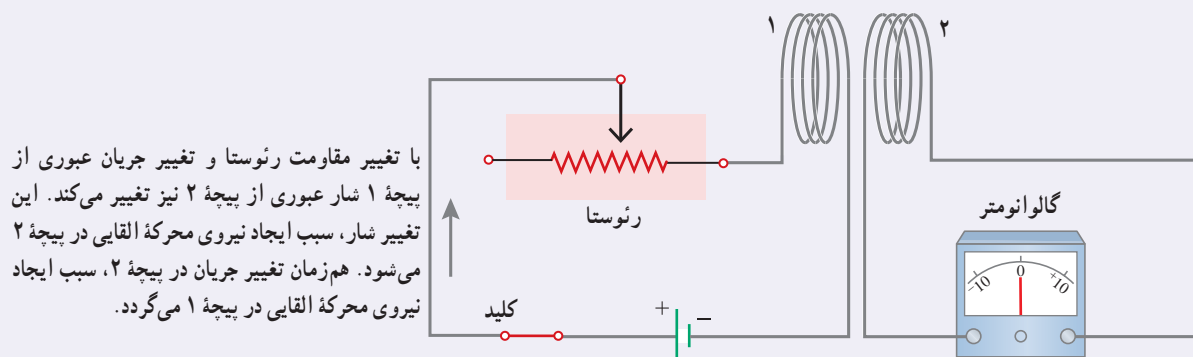 ۱
۲
با تغییر مقاومت رئوستا و تغییر جریان عبوری از
پیچهٔ ۱ شار عبوری از پیچهٔ ۲ نیز تغییر می‌کند. این
تغییر شار، سبب ایجاد نیروی محرکهٔ القایی در پیچهٔ ۲
می‌شود. هم‌زمان تغییر جریان در پیچهٔ ۲، سبب ایجاد
نیروی محرکهٔ القایی در پیچهٔ ۱ می‌گردد.
رئوستا
گالوانومتر
-10 0 +10
کلید
+ −